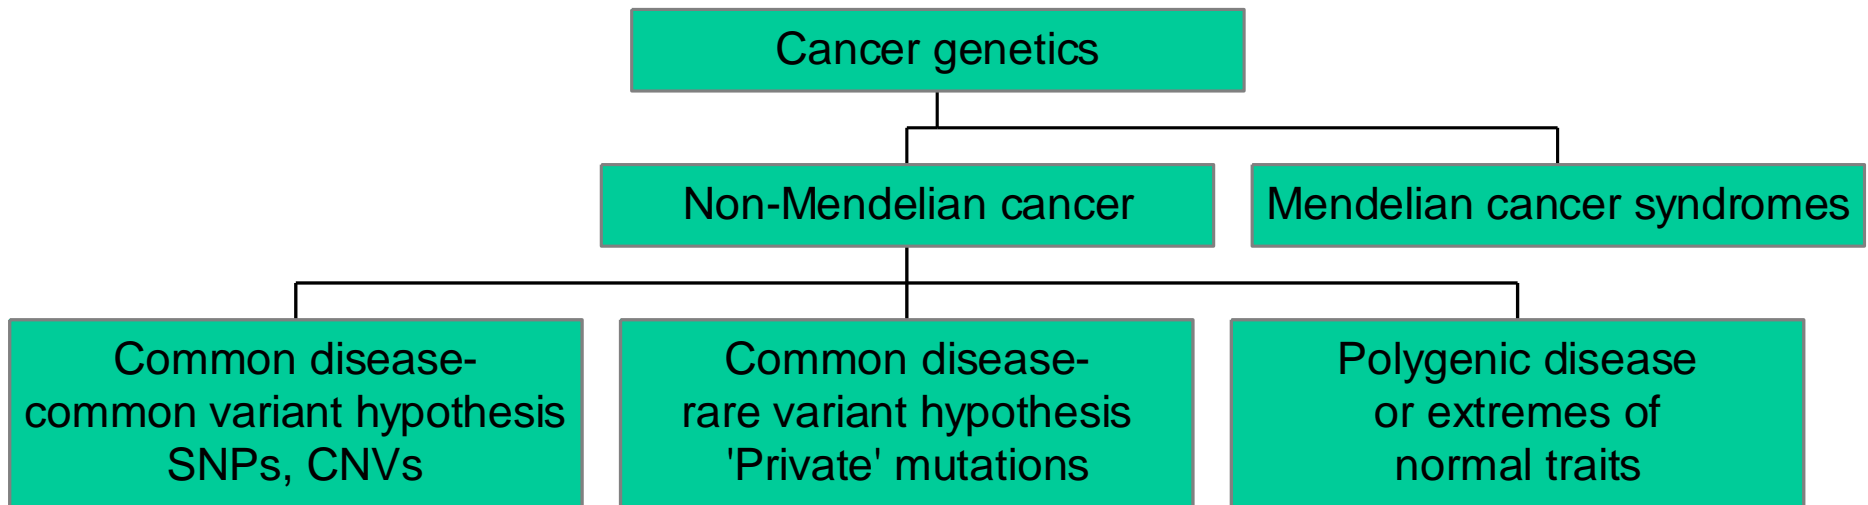 Cancer genetics
Non-Mendelian cancer
Mendelian cancer syndromes
Common disease-
common variant hypothesis
SNPs, CNVs
Common disease-
rare variant hypothesis
'Private' mutations
Polygenic disease
or extremes of
normal traits